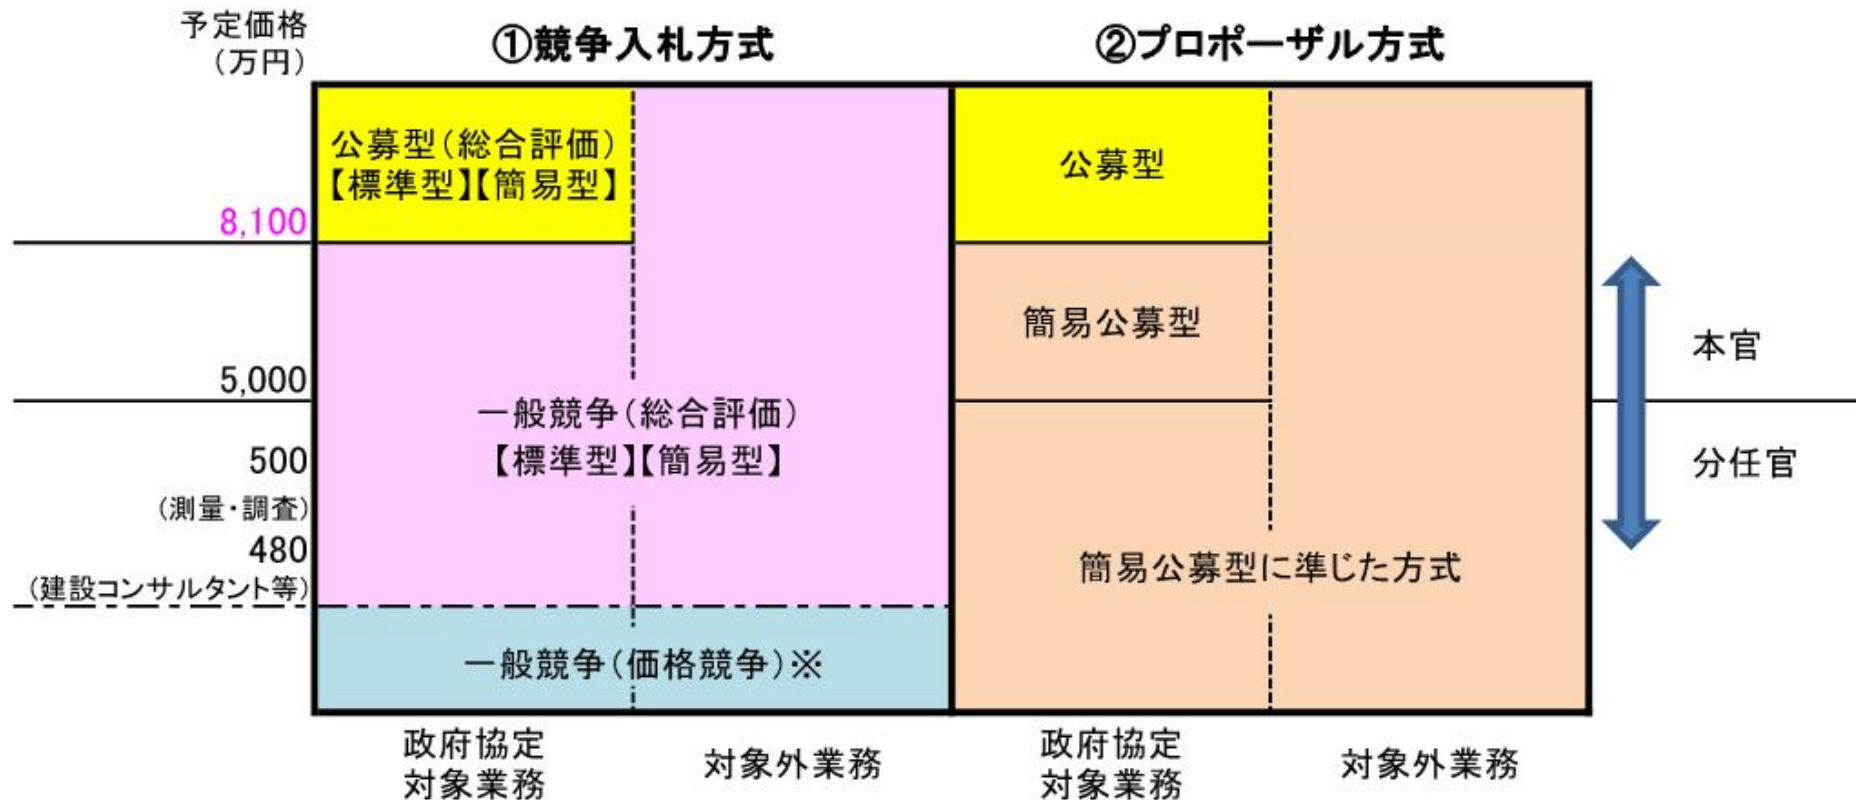 予定価格
（万円）
①競争入札方式
②プロポーザル方式
公募型（総合評価）
【標準型】【簡易型】
公募型
8,100
簡易公募型
本官
5,000
一般競争（総合評価）
【標準型】【簡易型】
500
（測量・調査）
分任官
480
（建設コンサルタント等）
簡易公募型に準じた方式
一般競争（価格競争）※
政府協定
対象業務
対象外業務
政府協定
対象業務
対象外業務